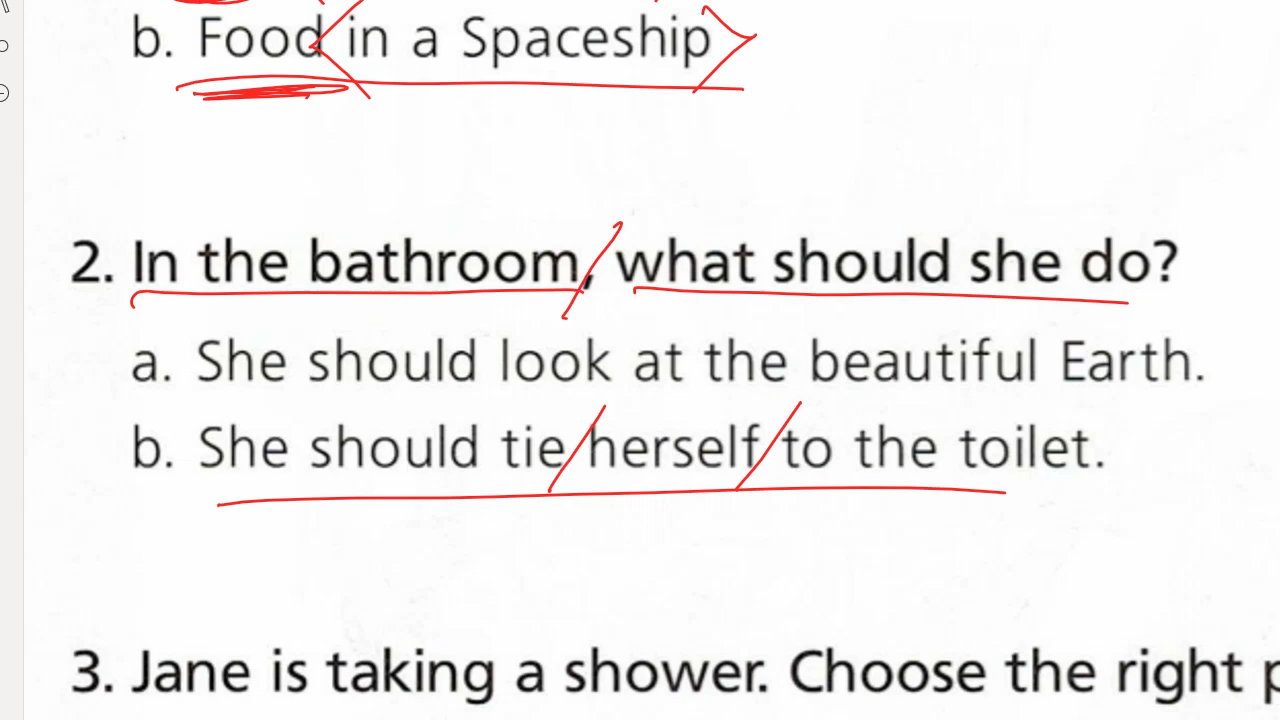 b. Food in a Spaceship
2. In the bathroom, what should she do?
a. She should look at the beautiful Earth.
b. She should tie herself to the toilet.
3. Jane is taking a shower. Choose the right